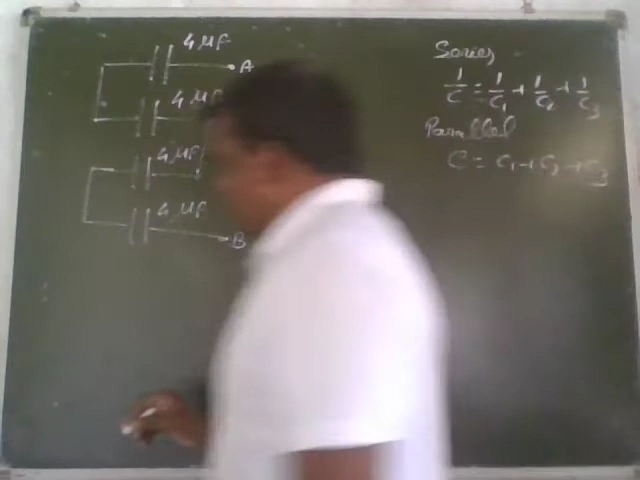 4 μF
A
4 μF
4 μF
4 μF
B
Series
1/C = 1/C1 + 1/C2 + 1/C3
Parallel
C = C1 + C2 + C3